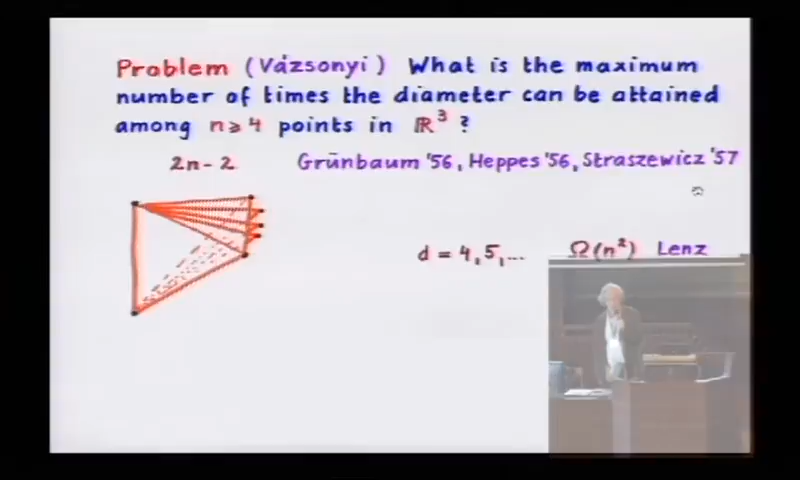 Problem (Vázsonyi) What is the maximum
number of times the diameter can be attained
among n ≥ 4 points in ℝ³ ?
2n - 2 Grünbaum '56, Heppes '56, Straszewicz '57
d = 4, 5, ... Ω(n²) Lenz